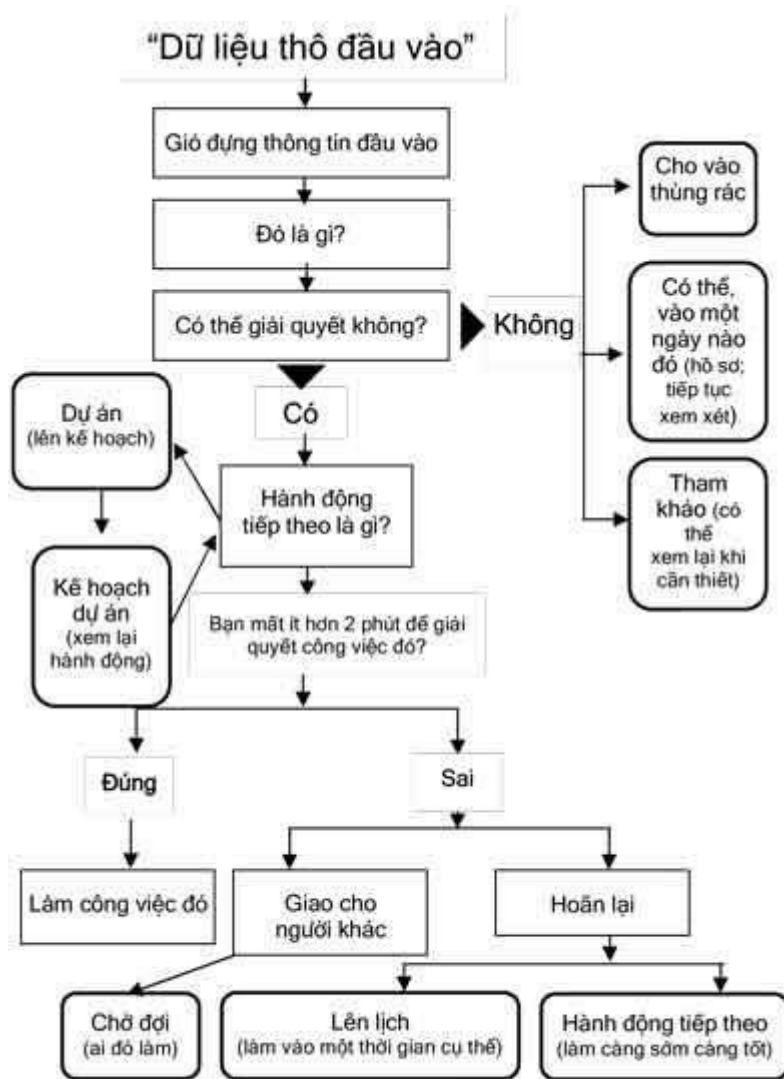 “Dữ liệu thô đầu vào”
Gió đựng thông tin đầu vào
Đó là gì?
Có thể giải quyết không?
Không
Cho vào
thùng rác
Có thể,
vào một
ngày nào
đó (hồ sơ;
tiếp tục
xem xét)
Tham
khảo (có
thể
xem lại khi
cần thiết)
Có
Dự án
(lên kế hoạch)
Hành động
tiếp theo là gì?
Kế hoạch
dự án
(xem lại
hành động)
Bạn mất ít hơn 2 phút để giải
quyết công việc đó?
Đúng
Sai
Làm công việc đó
Giao cho
người khác
Hoãn lại
Chờ đợi
(ai đó làm)
Lên lịch
(làm vào một thời gian cụ thể)
Hành động tiếp theo
(làm càng sớm càng tốt)